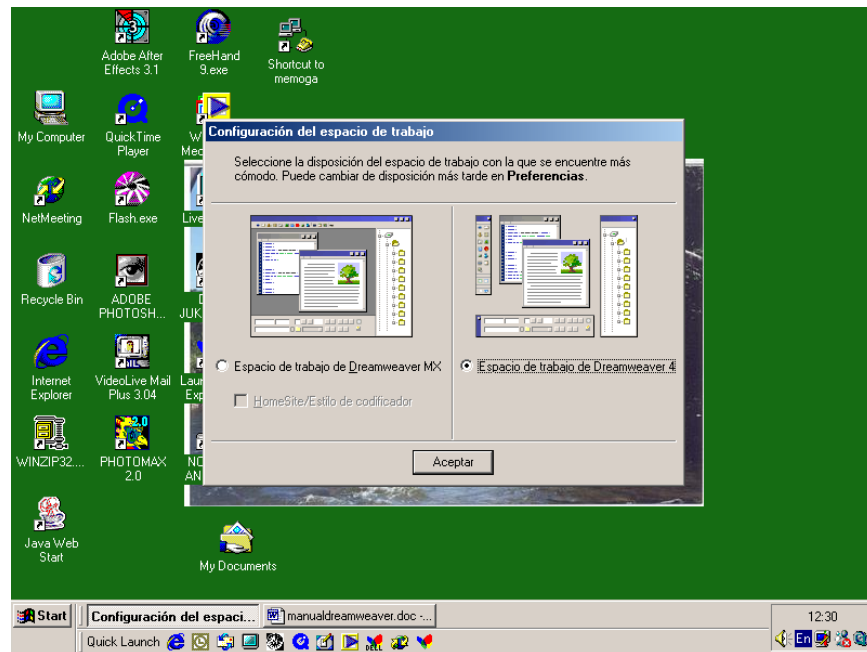 Adobe After
Effects 3.1
FreeHand
9.exe
Shortcut to
memoga
My Computer
QuickTime
Player
Configuración del espacio de trabajo
Seleccione la disposición del espacio de trabajo con la que se encuentre más
cómodo. Puede cambiar de disposición más tarde en Preferencias.
NetMeeting
Flash.exe
Recycle Bin
ADOBE
PHOTOSH...
Espacio de trabajo de Dreamweaver MX
Espacio de trabajo de Dreamweaver 4
HomeSite/Estilo de codificador
Internet
Explorer
VideoLive Mail
Plus 3.04
Aceptar
WINZIP32...
PHOTOMAX
2.0
Java Web
Start
My Documents
Start
Configuración del espaci...
manualdreamweaver.doc -...
12:30
Quick Launch
En